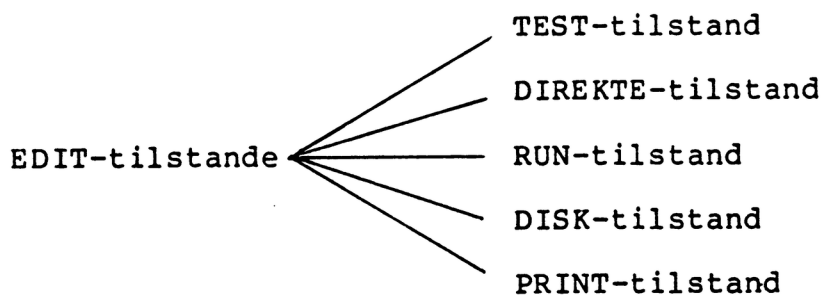 TEST-tilstand
DIREKTE-tilstand
EDIT-tilstande
RUN-tilstand
DISK-tilstand
PRINT-tilstand